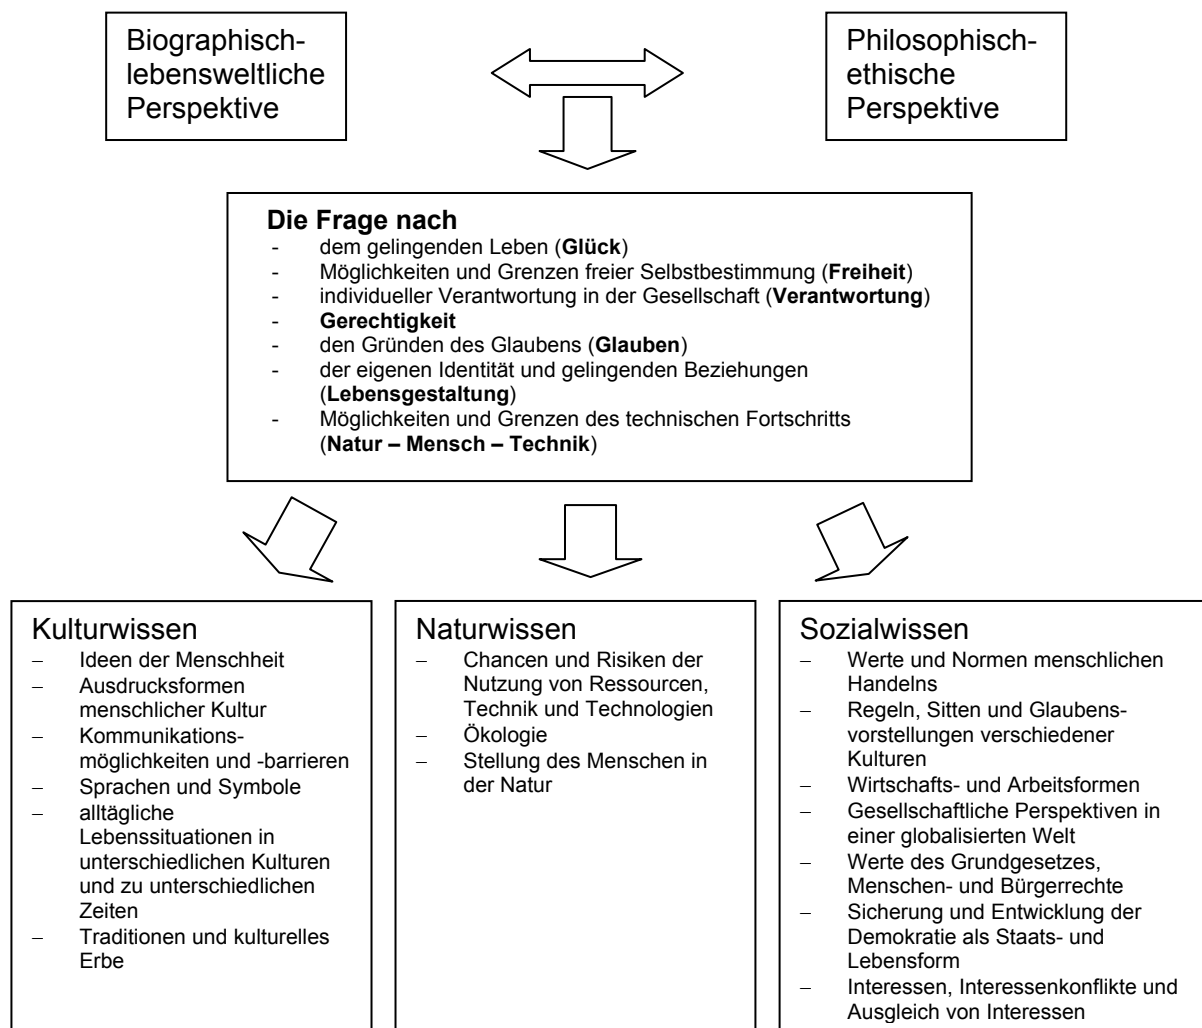 Biographisch-
lebensweltliche
Perspektive
Philosophisch-
ethische
Perspektive
Die Frage nach
- dem gelingenden Leben (Glück)
- Möglichkeiten und Grenzen freier Selbstbestimmung (Freiheit)
- individueller Verantwortung in der Gesellschaft (Verantwortung)
- Gerechtigkeit
- den Gründen des Glaubens (Glauben)
- der eigenen Identität und gelingenden Beziehungen
(Lebensgestaltung)
- Möglichkeiten und Grenzen des technischen Fortschritts
(Natur – Mensch – Technik)
Kulturwissen
– Ideen der Menschheit
– Ausdrucksformen
menschlicher Kultur
– Kommunikations-
möglichkeiten und -barrieren
– Sprachen und Symbole
– alltägliche
Lebenssituationen in
unterschiedlichen Kulturen
und zu unterschiedlichen
Zeiten
– Traditionen und kulturelles
Erbe
Naturwissen
– Chancen und Risiken der
Nutzung von Ressourcen,
Technik und Technologien
– Ökologie
– Stellung des Menschen in
der Natur
Sozialwissen
– Werte und Normen menschlichen
Handelns
– Regeln, Sitten und Glaubens-
vorstellungen verschiedener
Kulturen
– Wirtschafts- und Arbeitsformen
– Gesellschaftliche Perspektiven in
einer globalisierten Welt
– Werte des Grundgesetzes,
Menschen- und Bürgerrechte
– Sicherung und Entwicklung der
Demokratie als Staats- und
Lebensform
– Interessen, Interessenkonflikte und
Ausgleich von Interessen